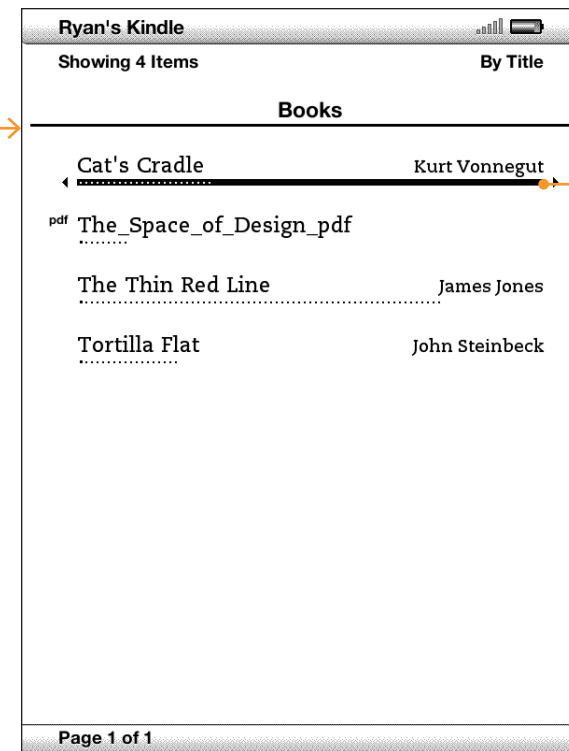 Ryan's Kindle
Showing 4 Items By Title
Books
Cat's Cradle Kurt Vonnegut
pdf The_Space_of_Design_pdf
The Thin Red Line James Jones
Tortilla Flat John Steinbeck
Page 1 of 1